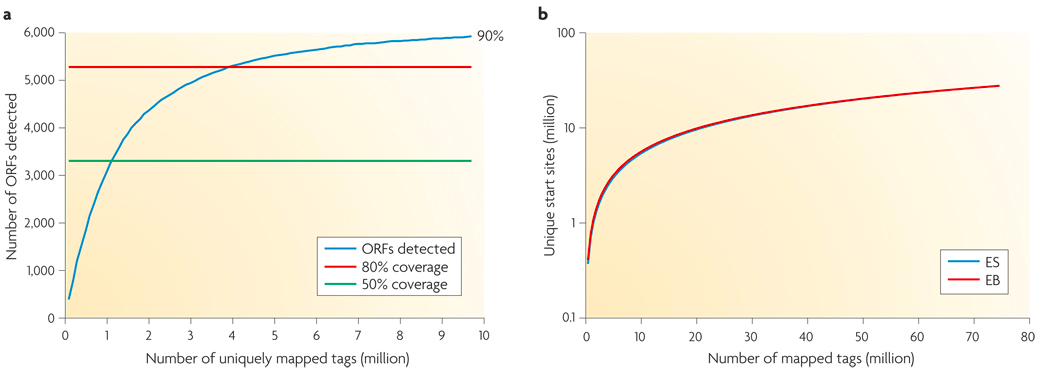 a
6,000
5,000
4,000
3,000
2,000
1,000
0
Number of ORFs detected
90%
ORFs detected
80% coverage
50% coverage
0 1 2 3 4 5 6 7 8 9 10
Number of uniquely mapped tags (million)
b
100
10
1
0.1
Unique start sites (million)
ES
EB
0 10 20 30 40 50 60 70 80
Number of mapped tags (million)